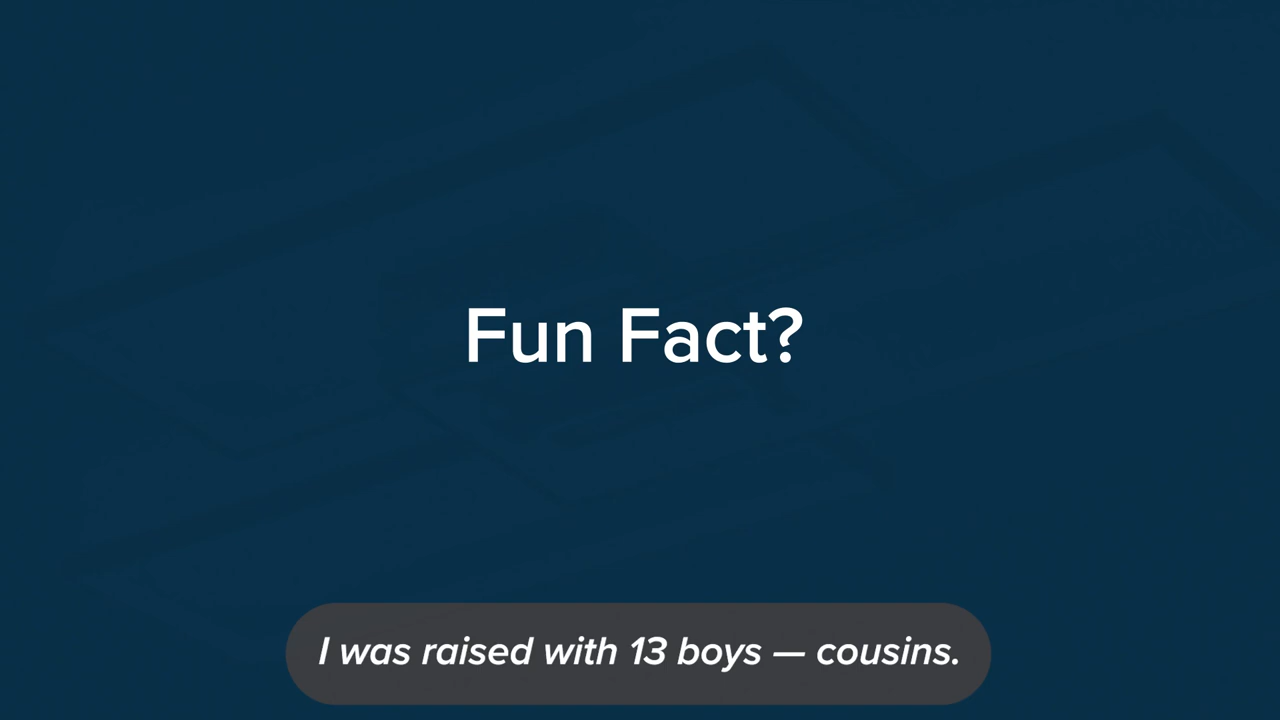 Fun Fact?
I was raised with 13 boys — cousins.